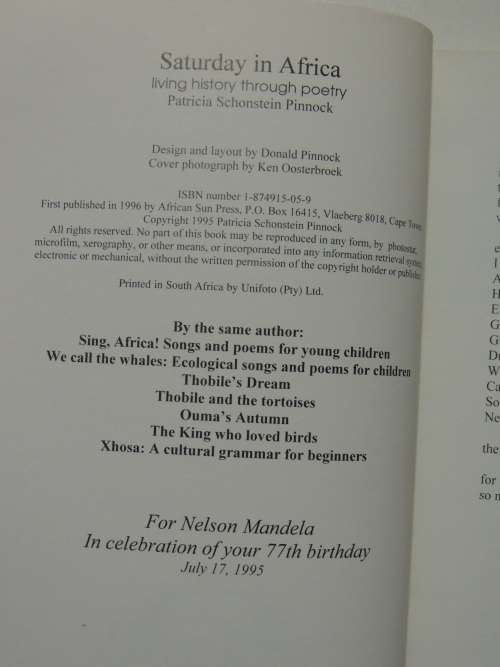 Saturday in Africa
living history through poetry
Patricia Schonstein Pinnock
Design and layout by Donald Pinnock
Cover photograph by Ken Oosterbroek
ISBN number 1-874915-05-9
First published in 1996 by African Sun Press, P.O. Box 16415, Vlaeberg 8018, Cape Town.
Copyright 1995 Patricia Schonstein Pinnock
All rights reserved. No part of this book may be reproduced in any form, by photostat,
microfilm, xerography, or other means, or incorporated into any information retrieval system,
electronic or mechanical, without the written permission of the copyright holder or publisher.
Printed in South Africa by Unifoto (Pty) Ltd.
By the same author:
Sing, Africa! Songs and poems for young children
We call the whales: Ecological songs and poems for children
Thobile's Dream
Thobile and the tortoises
Ouma's Autumn
The King who loved birds
Xhosa: A cultural grammar for beginners
For Nelson Mandela
In celebration of your 77th birthday
July 17, 1995
the
for